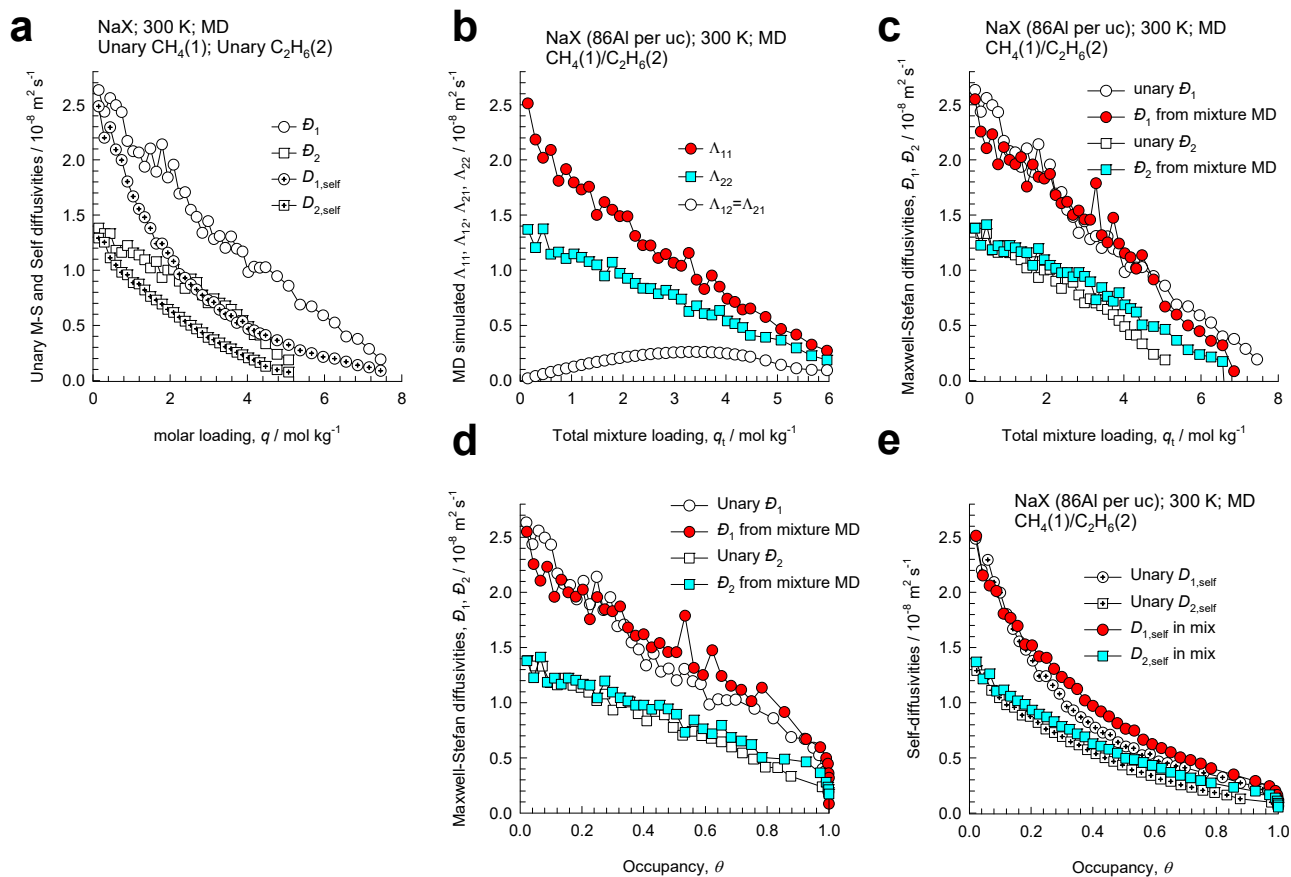 a
NaX; 300 K; MD
Unary CH4(1); Unary C2H6(2)
Unary M-S and Self diffusivities / 10⁻⁸ m² s⁻¹
2.5
2.0
1.5
1.0
0.5
0.0
Đ₁
Đ₂
D₁,self
D₂,self
0 2 4 6 8
molar loading, q / mol kg⁻¹
b
NaX (86Al per uc); 300 K; MD
CH₄(1)/C₂H₆(2)
MD simulated Λ₁₁, Λ₁₂, Λ₂₁, Λ₂₂ / 10⁻⁸ m² s⁻¹
2.5
2.0
1.5
1.0
0.5
0.0
Λ₁₁
Λ₂₂
Λ₁₂=Λ₂₁
0 1 2 3 4 5 6
Total mixture loading, qt / mol kg⁻¹
c
NaX (86Al per uc); 300 K; MD
CH₄(1)/C₂H₆(2)
Maxwell-Stefan diffusivities, Đ₁, Đ₂ / 10⁻⁸ m² s⁻¹
2.5
2.0
1.5
1.0
0.5
0.0
unary Đ₁
Đ₁ from mixture MD
unary Đ₂
Đ₂ from mixture MD
0 2 4 6 8
Total mixture loading, qt / mol kg⁻¹
d
Maxwell-Stefan diffusivities, Đ₁, Đ₂ / 10⁻⁸ m² s⁻¹
2.5
2.0
1.5
1.0
0.5
0.0
Unary Đ₁
Đ₁ from mixture MD
Unary Đ₂
Đ₂ from mixture MD
0.0 0.2 0.4 0.6 0.8 1.0
Occupancy, θ
e
NaX (86Al per uc); 300 K; MD
CH₄(1)/C₂H₆(2)
Self-diffusivities / 10⁻⁸ m² s⁻¹
2.5
2.0
1.5
1.0
0.5
0.0
Unary D₁,self
Unary D₂,self
D₁,self in mix
D₂,self in mix
0.0 0.2 0.4 0.6 0.8 1.0
Occupancy, θ